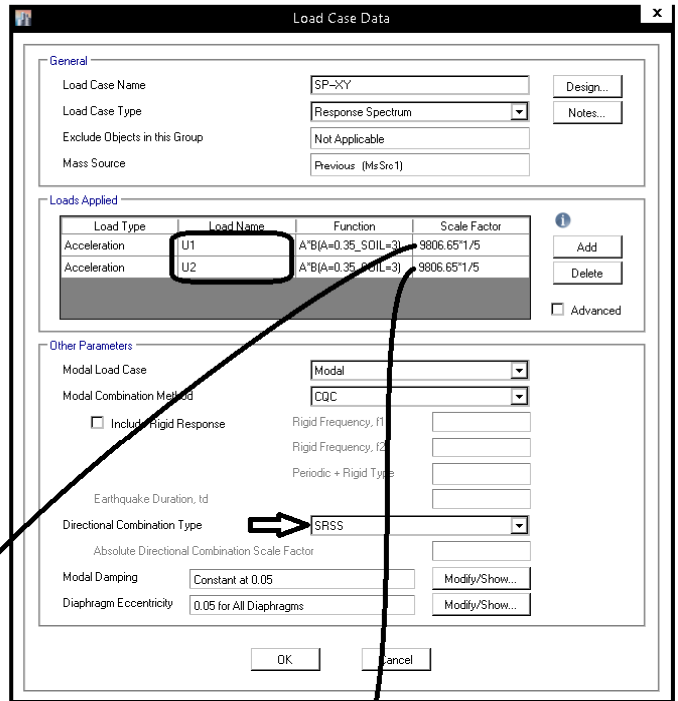 Load Case Data
x
General
Load Case Name SP-XY Design...
Load Case Type Response Spectrum Notes...
Exclude Objects in this Group Not Applicable
Mass Source Previous (MsSrc1)
Loads Applied
Load Type Load Name Function Scale Factor
Acceleration U1 A*B(A=0.35_SOIL=3) 9806.65*1/5 Add
Acceleration U2 A*B(A=0.35_SOIL=3) 9806.65*1/5 Delete
Advanced
Other Parameters
Modal Load Case Modal
Modal Combination Method CQC
Include Rigid Response Rigid Frequency, f1
Rigid Frequency, f2
Periodic + Rigid Type
Earthquake Duration, td
Directional Combination Type SRSS
Absolute Directional Combination Scale Factor
Modal Damping Constant at 0.05 Modify/Show...
Diaphragm Eccentricity 0.05 for All Diaphragms Modify/Show...
OK Cancel